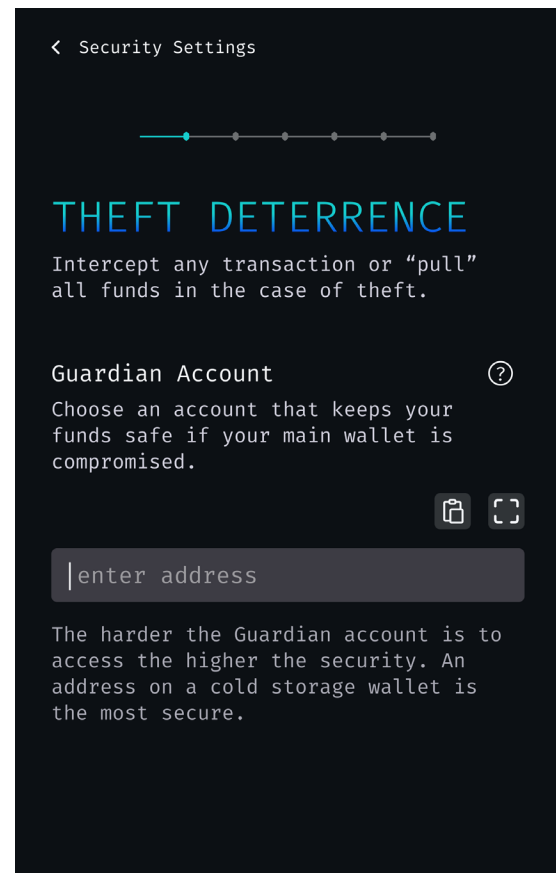 Security Settings
THEFT DETERRENCE
Intercept any transaction or “pull”
all funds in the case of theft.
Guardian Account
?
Choose an account that keeps your
funds safe if your main wallet is
compromised.
enter address
The harder the Guardian account is to
access the higher the security. An
address on a cold storage wallet is
the most secure.